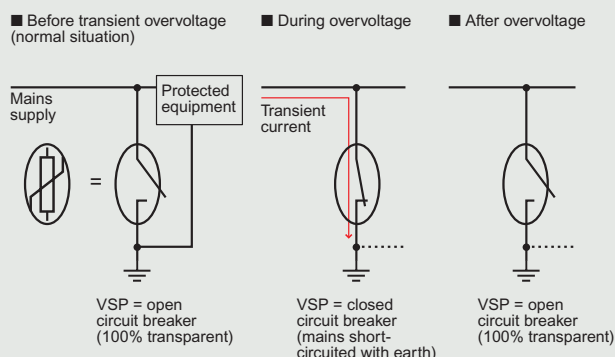 ■ Before transient overvoltage
(normal situation)
■ During overvoltage
■ After overvoltage
Mains
supply
Protected
equipment
Transient
current
=
VSP = open
circuit breaker
(100% transparent)
VSP = closed
circuit breaker
(mains short-
circuited with earth)
VSP = open
circuit breaker
(100% transparent)